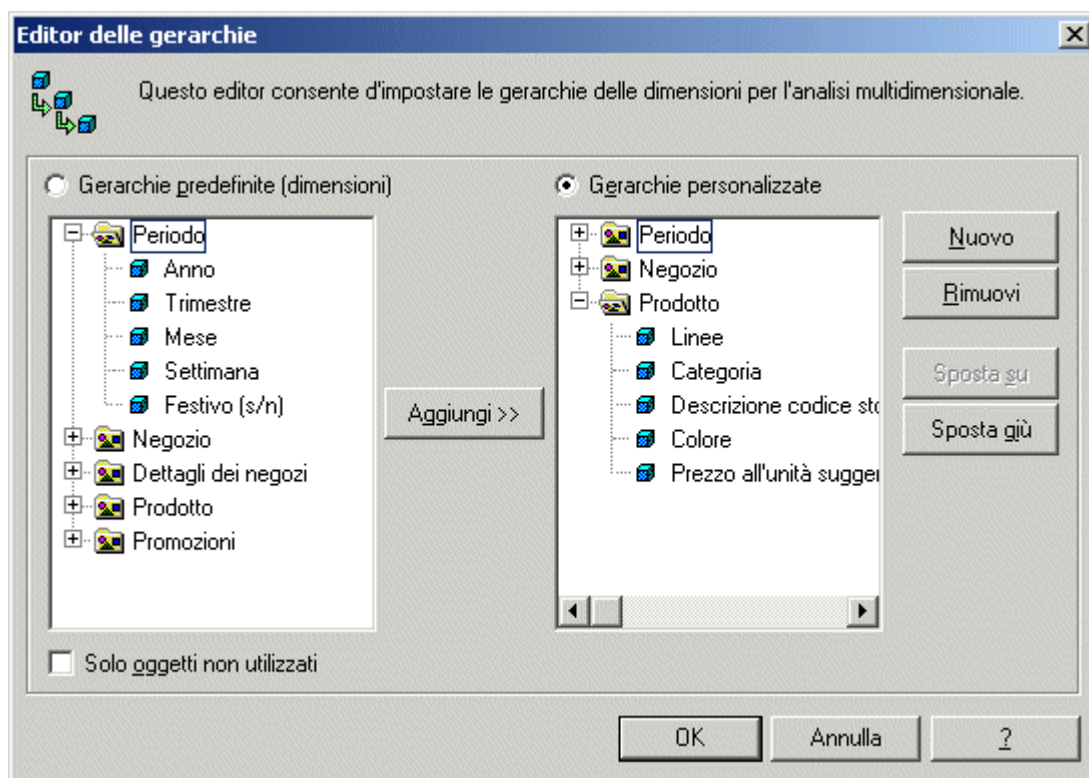 Editor delle gerarchie
Questo editor consente d'impostare le gerarchie delle dimensioni per l'analisi multidimensionale.
Gerarchie predefinite (dimensioni)
Periodo
Anno
Trimestre
Mese
Settimana
Festivo (s/n)
Negozio
Dettagli dei negozi
Prodotto
Promozioni
Aggiungi >>
Gerarchie personalizzate
Periodo
Negozio
Prodotto
Linee
Categoria
Descrizione codice sto
Colore
Prezzo all'unità sugger
Nuovo
Rimuovi
Sposta su
Sposta giù
Solo oggetti non utilizzati
OK
Annulla
?